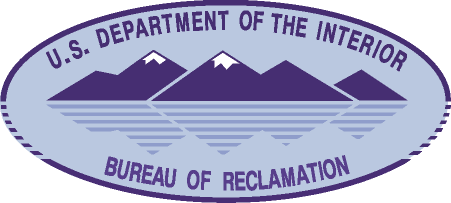 U.S. DEPARTMENT OF THE INTERIOR
BUREAU OF RECLAMATION